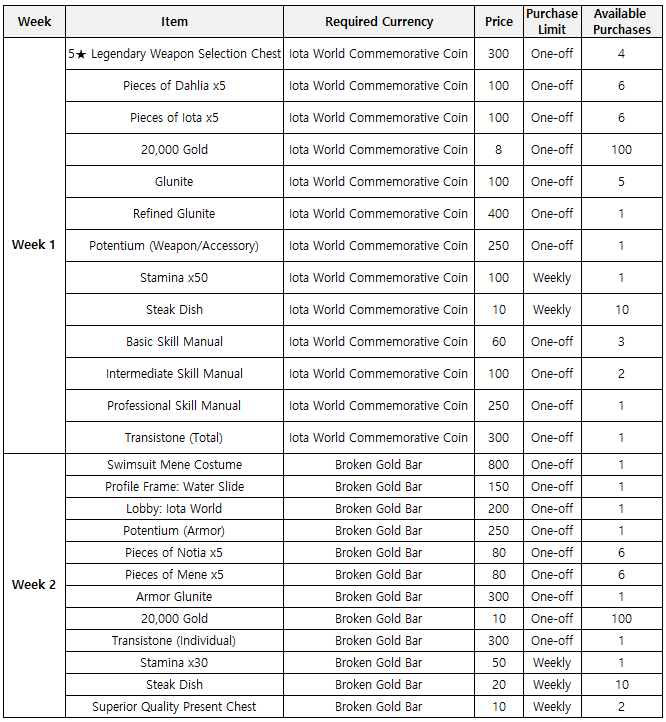 Week Item Required Currency Price Purchase Limit Available Purchases
Week 1
5★ Legendary Weapon Selection Chest Iota World Commemorative Coin 300 One-off 4
Pieces of Dahlia x5 Iota World Commemorative Coin 100 One-off 6
Pieces of Iota x5 Iota World Commemorative Coin 100 One-off 6
20,000 Gold Iota World Commemorative Coin 8 One-off 100
Glunite Iota World Commemorative Coin 100 One-off 5
Refined Glunite Iota World Commemorative Coin 400 One-off 1
Potentium (Weapon/Accessory) Iota World Commemorative Coin 250 One-off 1
Stamina x50 Iota World Commemorative Coin 100 Weekly 1
Steak Dish Iota World Commemorative Coin 10 Weekly 10
Basic Skill Manual Iota World Commemorative Coin 60 One-off 3
Intermediate Skill Manual Iota World Commemorative Coin 100 One-off 2
Professional Skill Manual Iota World Commemorative Coin 250 One-off 1
Transistone (Total) Iota World Commemorative Coin 300 One-off 1
Week 2
Swimsuit Mene Costume Broken Gold Bar 800 One-off 1
Profile Frame: Water Slide Broken Gold Bar 150 One-off 1
Lobby: Iota World Broken Gold Bar 200 One-off 1
Potentium (Armor) Broken Gold Bar 250 One-off 1
Pieces of Notia x5 Broken Gold Bar 80 One-off 6
Pieces of Mene x5 Broken Gold Bar 80 One-off 6
Armor Glunite Broken Gold Bar 300 One-off 1
20,000 Gold Broken Gold Bar 10 One-off 100
Transistone (Individual) Broken Gold Bar 300 One-off 1
Stamina x30 Broken Gold Bar 50 Weekly 1
Steak Dish Broken Gold Bar 20 Weekly 10
Superior Quality Present Chest Broken Gold Bar 10 Weekly 2